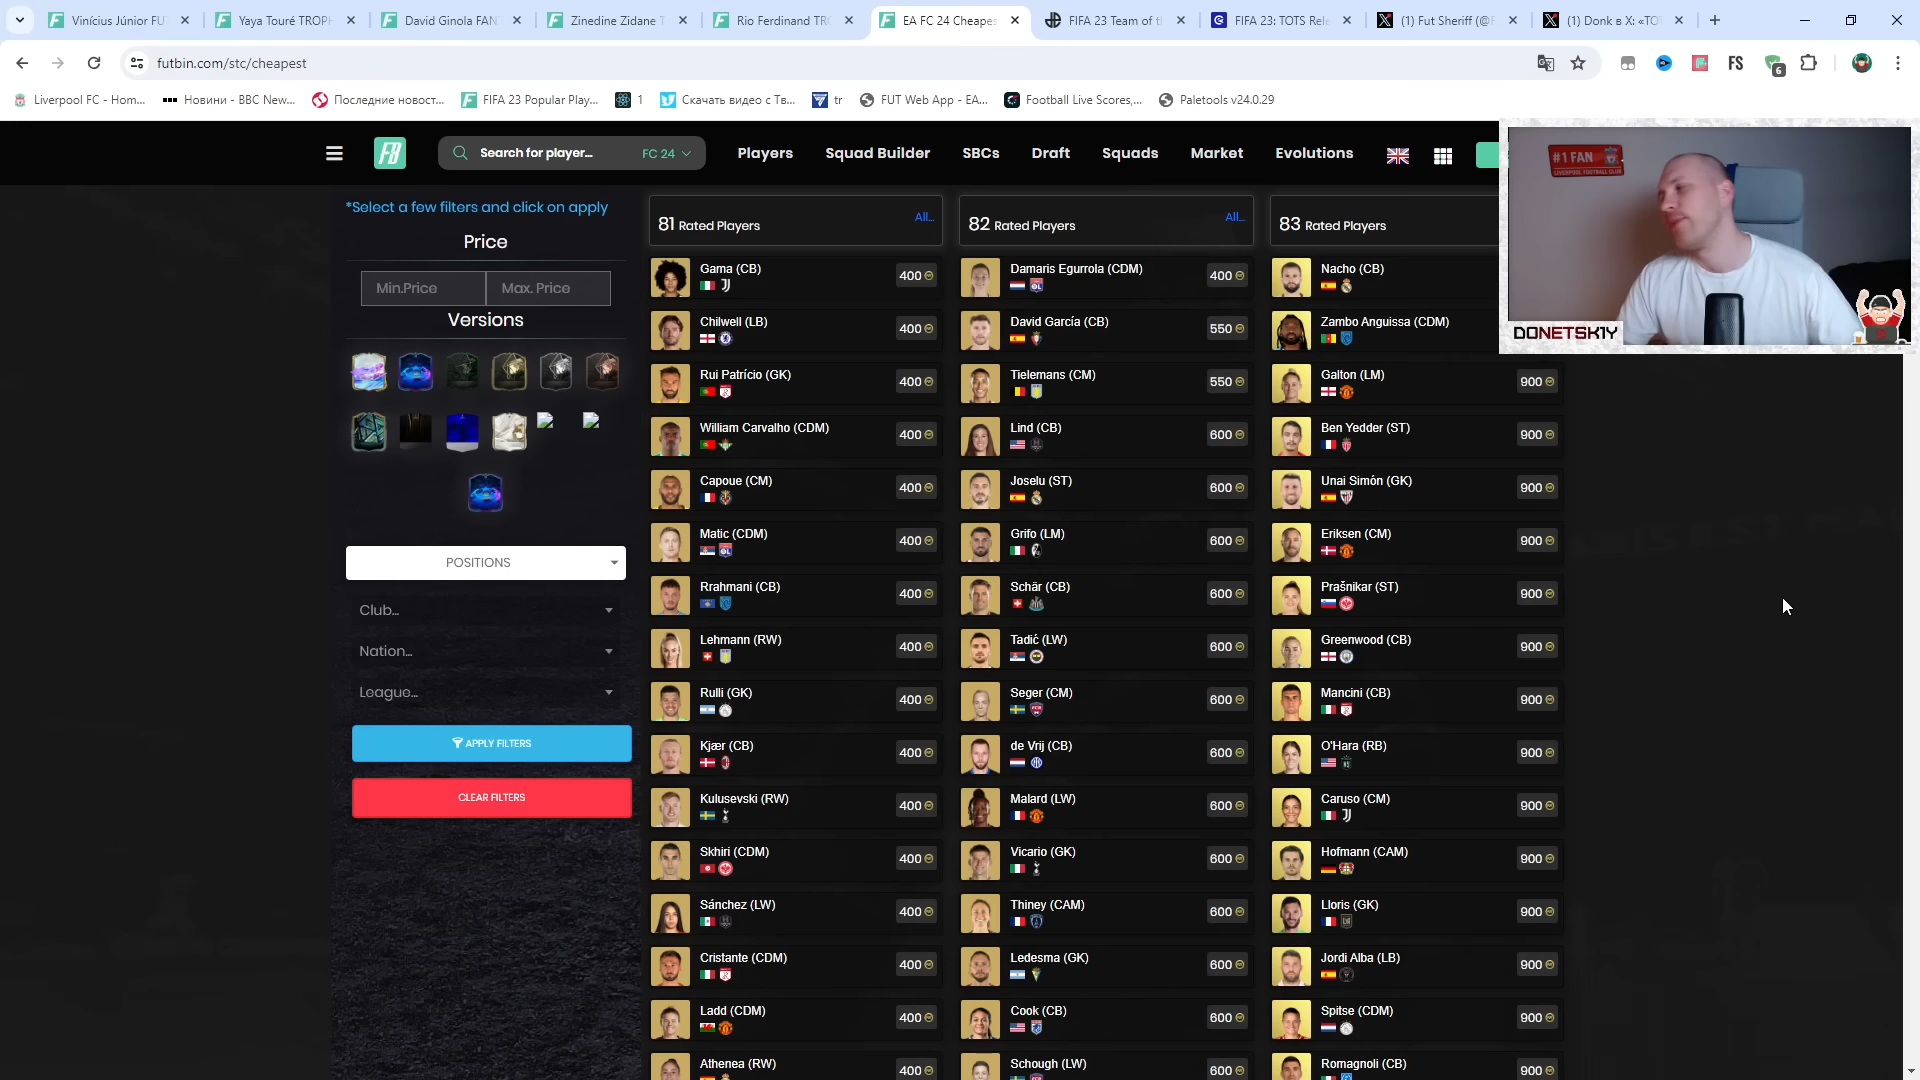 Vinícius Júnior FU
Yaya Touré TROPH
David Ginola FAN
Zinedine Zidane T
Rio Ferdinand TRO
EA FC 24 Cheapes
FIFA 23 Team of th
FIFA 23: TOTS Rele
(1) Fut Sheriff (@F
(1) Donk в X: «TO
futbin.com/stc/cheapest
FS
6
Liverpool FC - Hom...
Новини - BBC New...
Последние новост...
FIFA 23 Popular Play...
1
Скачать видео с Тв...
tr
FUT Web App - EA...
Football Live Scores,...
Paletools v24.0.29
Search for player...
FC 24
Players
Squad Builder
SBCs
Draft
Squads
Market
Evolutions
#1 FAN
LIVERPOOL FOOTBALL CLUB
DONETSK1Y
*Select a few filters and click on apply
Price
Min.Price
Max. Price
Versions
POSITIONS
Club...
Nation...
League...
APPLY FILTERS
CLEAR FILTERS
81 Rated Players
All...
Gama (CB) 400
Chilwell (LB) 400
Rui Patrício (GK) 400
William Carvalho (CDM) 400
Capoue (CM) 400
Matic (CDM) 400
Rrahmani (CB) 400
Lehmann (RW) 400
Rulli (GK) 400
Kjær (CB) 400
Kulusevski (RW) 400
Skhiri (CDM) 400
Sánchez (LW) 400
Cristante (CDM) 400
Ladd (CDM) 400
Athenea (RW) 400
82 Rated Players
All...
Damaris Egurrola (CDM) 400
David García (CB) 550
Tielemans (CM) 550
Lind (CB) 600
Joselu (ST) 600
Grifo (LM) 600
Schär (CB) 600
Tadić (LW) 600
Seger (CM) 600
de Vrij (CB) 600
Malard (LW) 600
Vicario (GK) 600
Thiney (CAM) 600
Ledesma (GK) 600
Cook (CB) 600
Schough (LW) 600
83 Rated Players
Nacho (CB)
Zambo Anguissa (CDM)
Galton (LM) 900
Ben Yedder (ST) 900
Unai Simón (GK) 900
Eriksen (CM) 900
Prašnikar (ST) 900
Greenwood (CB) 900
Mancini (CB) 900
O'Hara (RB) 900
Caruso (CM) 900
Hofmann (CAM) 900
Lloris (GK) 900
Jordi Alba (LB) 900
Spitse (CDM) 900
Romagnoli (CB) 900